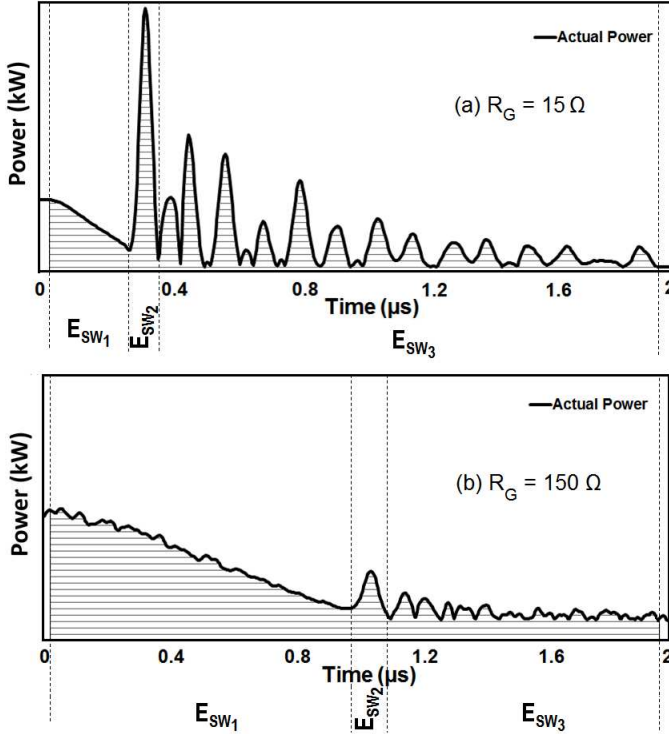 Actual Power
(a) R_G = 15 Ω
Power (kW)
0 0.4 0.8 1.2 1.6 2
Time (µs)
E_SW1 E_SW2 E_SW3
Actual Power
(b) R_G = 150 Ω
Power (kW)
0 0.4 0.8 1.2 1.6 2
Time (µs)
E_SW1 E_SW2 E_SW3